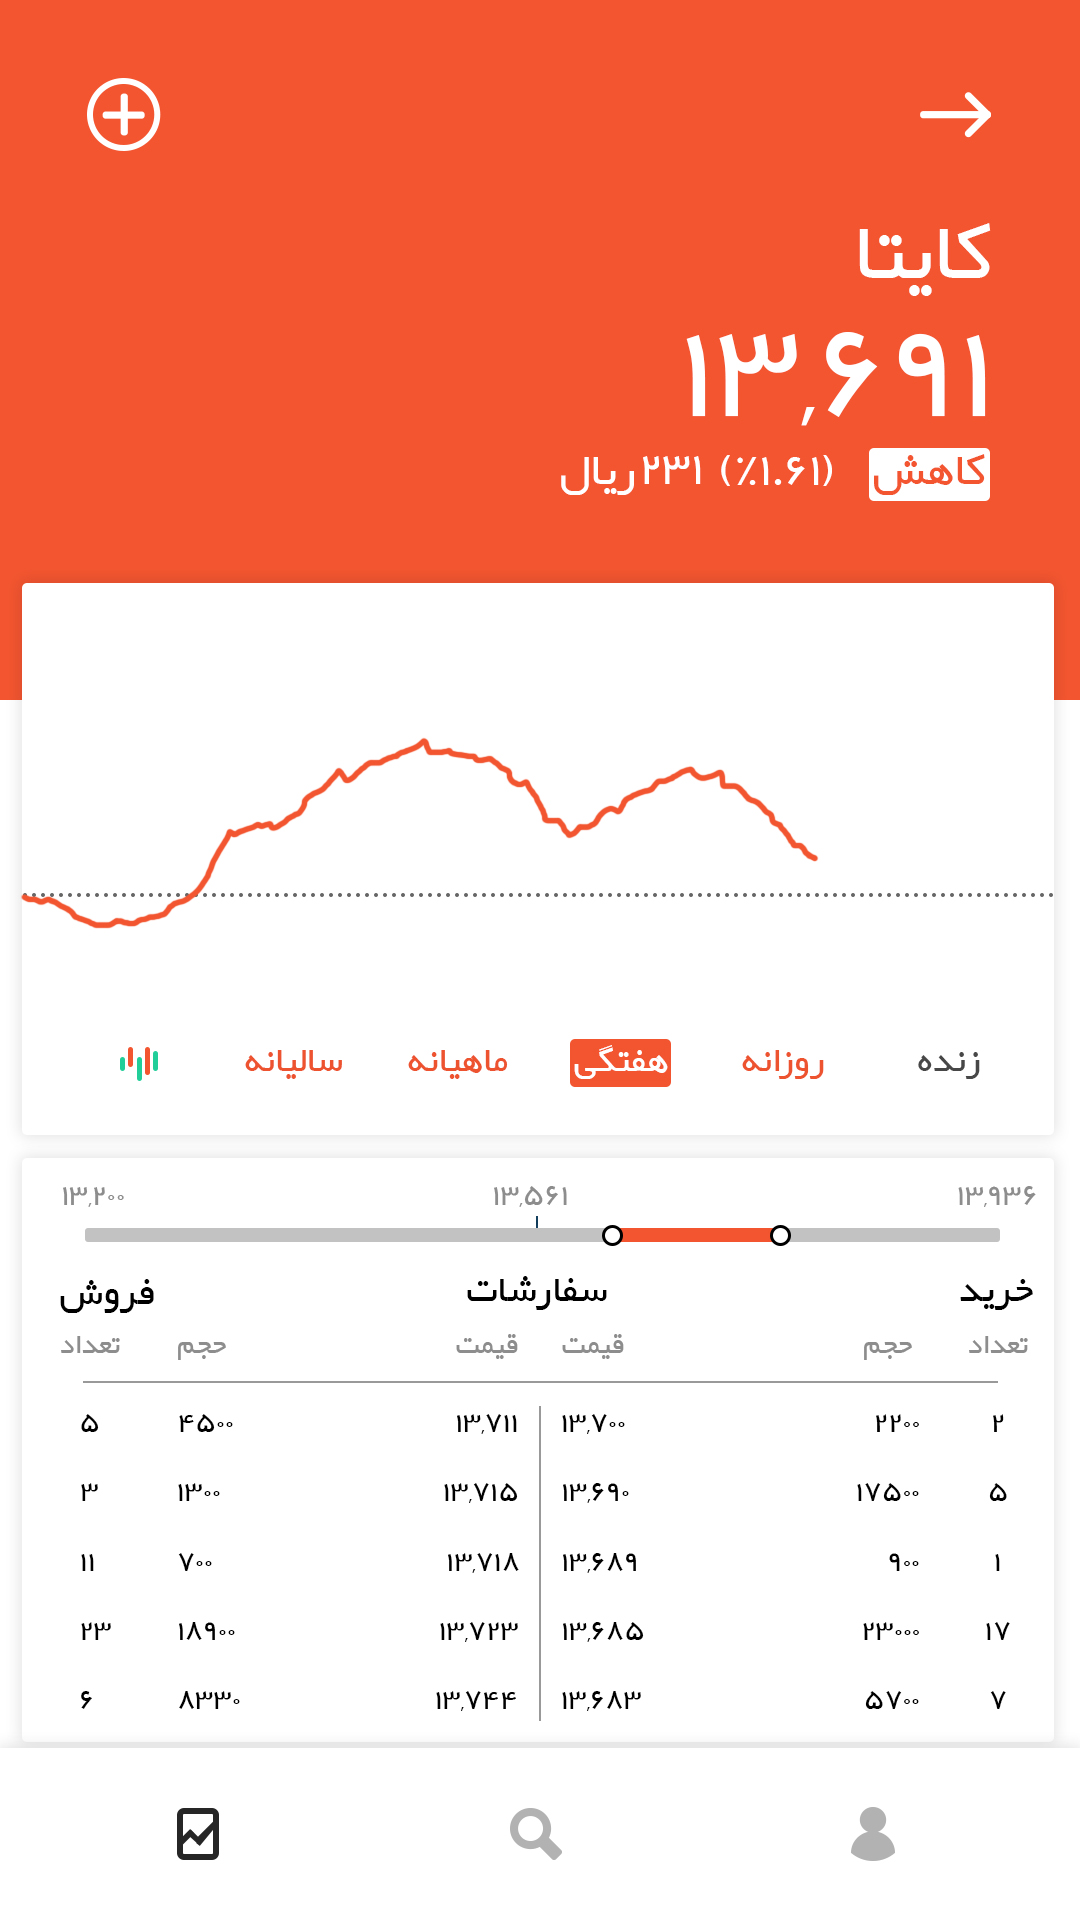 کایتا
۱۳,۶۹۱
کاهش (٪۱.۶۱) ۲۳۱ ریال
زنده روزانه هفتگی ماهیانه سالیانه
۱۳,۲۰۰ ۱۳,۵۶۱ ۱۳,۹۳۶
خرید سفارشات فروش
تعداد حجم قیمت قیمت حجم تعداد
۲ ۲۲۰۰ ۱۳,۷۰۰ ۱۳,۷۱۱ ۴۵۰۰ ۵
۵ ۱۷۵۰۰ ۱۳,۶۹۰ ۱۳,۷۱۵ ۱۳۰۰ ۳
۱ ۹۰۰ ۱۳,۶۸۹ ۱۳,۷۱۸ ۷۰۰ ۱۱
۱۷ ۲۳۰۰۰ ۱۳,۶۸۵ ۱۳,۷۲۳ ۱۸۹۰۰ ۲۳
۷ ۵۷۰۰ ۱۳,۶۸۳ ۱۳,۷۴۴ ۸۳۳۰ ۶